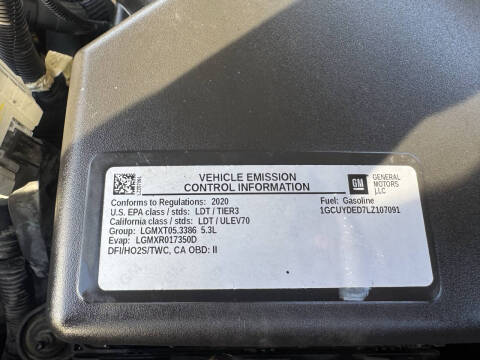 VEHICLE EMISSION
CONTROL INFORMATION
GM
GENERAL
MOTORS
LLC
Conforms to Regulations: 2020
Fuel: Gasoline
U.S. EPA class / stds: LDT / TIER3
1GCUYDED7LZ107091
California class / stds: LDT / ULEV70
Group: LGMXT05.3386 5.3L
Evap: LGMXR017350D
DFI/HO2S/TWC, CA OBD: II